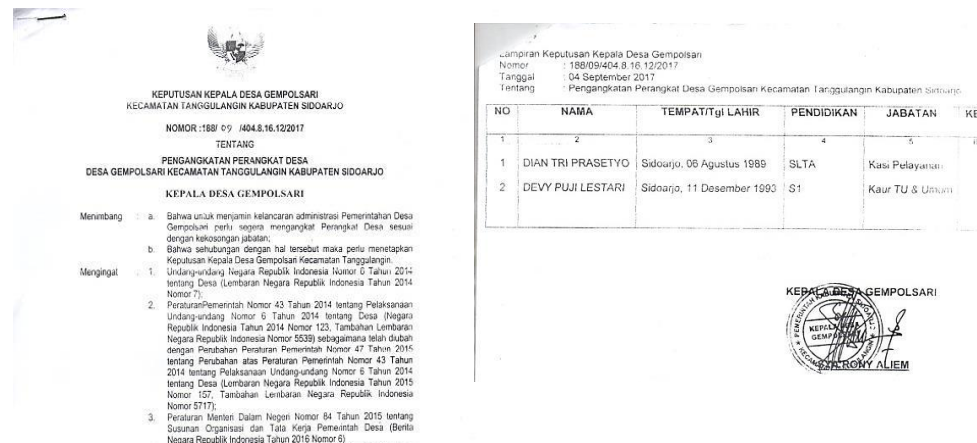 KEPUTUSAN KEPALA DESA GEMPOLSARI
KECAMATAN TANGGULANGIN KABUPATEN SIDOARJO
NOMOR :188/ 09 /404.8.16.12/2017
TENTANG
PENGANGKATAN PERANGKAT DESA
DESA GEMPOLSARI KECAMATAN TANGGULANGIN KABUPATEN SIDOARJO
KEPALA DESA GEMPOLSARI
Menimbang : a. Bahwa untuk menjamin kelancaran administrasi Pemerintahan Desa
Gempolsari perlu segera mengangkat Perangkat Desa sesuai
dengan kekosongan jabatan;
b. Bahwa sehubungan dengan hal tersebut maka perlu menetapkan
Keputusan Kepala Desa Gempolsari Kecamatan Tanggulangin.
Mengingat : 1. Undang-undang Negara Republik Indonesia Nomor 6 Tahun 2014
tentang Desa (Lembaran Negara Republik Indonesia Tahun 2014
Nomor 7);
2. PeraturanPemerintah Nomor 43 Tahun 2014 tentang Pelaksanaan
Undang-undang Nomor 6 Tahun 2014 tentang Desa (Negara
Republik Indonesia Tahun 2014 Nomor 123, Tambahan Lembaran
Negara Republik Indonesia Nomor 5539) sebagaimana telah diubah
dengan Perubahan Peraturan Pemerintah Nomor 47 Tahun 2015
tentang Perubahan atas Peraturan Pemerintah Nomor 43 Tahun
2014 tentang Pelaksanaan Undang-undang Nomor 6 Tahun 2014
tentang Desa (Lembaran Negara Republik Indonesia Tahun 2015
Nomor 157, Tambahan Lembaran Negara Republik Indonesia
Nomor 5717);
3. Peraturan Menteri Dalam Negeri Nomor 84 Tahun 2015 tentang
Susunan Organisasi dan Tata Kerja Pemerintah Desa (Berita
Negara Republik Indonesia Tahun 2016 Nomor 6)
Lampiran Keputusan Kepala Desa Gempolsari
Nomor : 188/09/404.8.16.12/2017
Tanggal : 04 September 2017
Tentang : Pengangkatan Perangkat Desa Gempolsari Kecamatan Tanggulangin Kabupaten Sidoarjo
NO NAMA TEMPAT/Tgl LAHIR PENDIDIKAN JABATAN KE
1 2 3 4 5
1 DIAN TRI PRASETYO Sidoarjo, 06 Agustus 1989 SLTA Kasi Pelayanan
2 DEVY PUJI LESTARI Sidoarjo, 11 Desember 1993 S1 Kaur TU & Umum
KEPALA DESA GEMPOLSARI
KEPALA DESA
RONY ALIEM